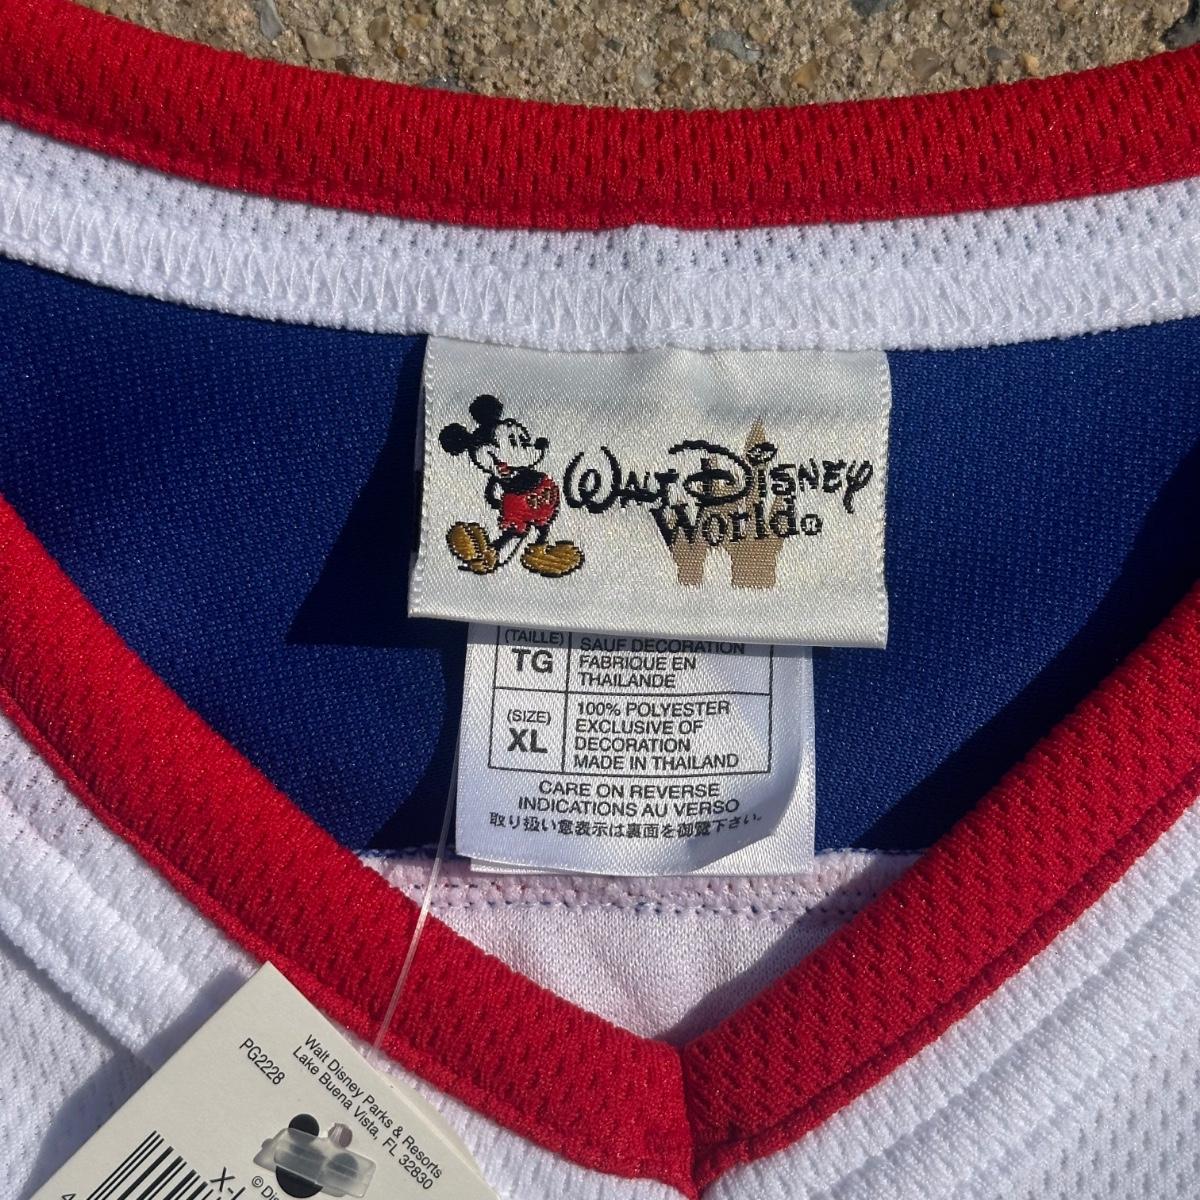 WALT DISNEY
World®
(TAILLE)
TG
SAUF DECORATION
FABRIQUE EN
THAILANDE
(SIZE)
XL
100% POLYESTER
EXCLUSIVE OF
DECORATION
MADE IN THAILAND
CARE ON REVERSE
INDICATIONS AU VERSO
取り扱い意表示は裏面を御覧下さい。
Walt Disney Parks & Resorts
Lake Buena Vista, FL 32830
PG2228